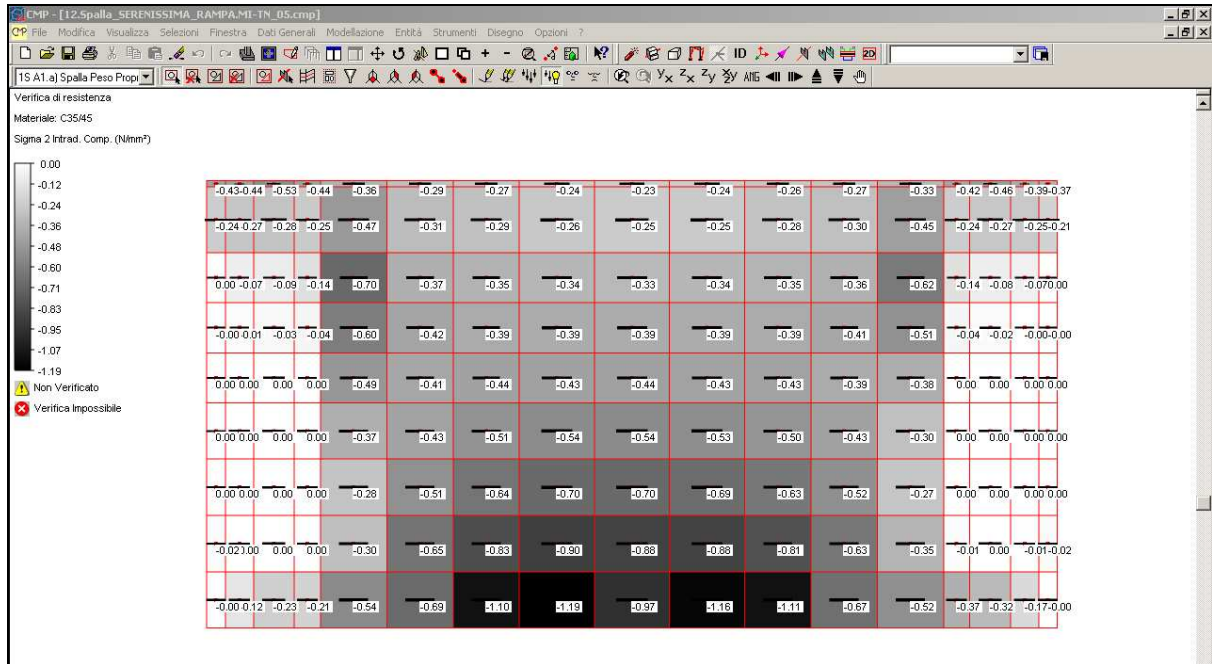 CMP - [12.Spalla_SERENISSIMA_RAMPA.MI-TN_05.cmp]
CMP File Modifica Visualizza Selezioni Finestra Dati Generali Modellazione Entità Strumenti Disegno Opzioni ?
ID 2D
1S A1.a) Spalla Peso Propr
Verifica di resistenza
Materiale: C35/45
Sigma 2 Intrad. Comp. (N/mm²)
0.00
-0.12
-0.24
-0.36
-0.48
-0.60
-0.71
-0.83
-0.95
-1.07
-1.19
Non Verificato
Verifica Impossibile
-0.43 -0.44 -0.53 -0.44 -0.36 -0.29 -0.27 -0.24 -0.23 -0.24 -0.26 -0.27 -0.33 -0.42 -0.46 -0.39 -0.37
-0.24 0.27 -0.28 -0.25 -0.47 -0.31 -0.29 -0.26 -0.25 -0.25 -0.28 -0.30 -0.45 -0.24 -0.27 -0.25 -0.21
0.00 -0.07 -0.09 -0.14 -0.70 -0.37 -0.35 -0.34 -0.33 -0.34 -0.35 -0.36 -0.62 -0.14 -0.08 -0.07 0.00
-0.00 0.01 -0.03 -0.04 -0.60 -0.42 -0.39 -0.39 -0.39 -0.39 -0.39 -0.41 -0.51 -0.04 -0.02 -0.00 -0.00
0.00 0.00 0.00 0.00 -0.49 -0.41 -0.44 -0.43 -0.44 -0.43 -0.43 -0.39 -0.38 0.00 0.00 0.00 0.00
0.00 0.00 0.00 0.00 -0.37 -0.43 -0.51 -0.54 -0.54 -0.53 -0.50 -0.43 -0.30 0.00 0.00 0.00 0.00
0.00 0.00 0.00 0.00 -0.28 -0.51 -0.64 -0.70 -0.70 -0.69 -0.63 -0.52 -0.27 0.00 0.00 0.00 0.00
-0.02 0.00 0.00 0.00 -0.30 -0.65 -0.83 -0.90 -0.88 -0.88 -0.81 -0.63 -0.35 -0.01 0.00 -0.01 -0.02
-0.00 0.12 -0.23 -0.21 -0.54 -0.69 -1.10 -1.19 -0.97 -1.16 -1.11 -0.67 -0.52 -0.37 -0.32 -0.17 -0.00